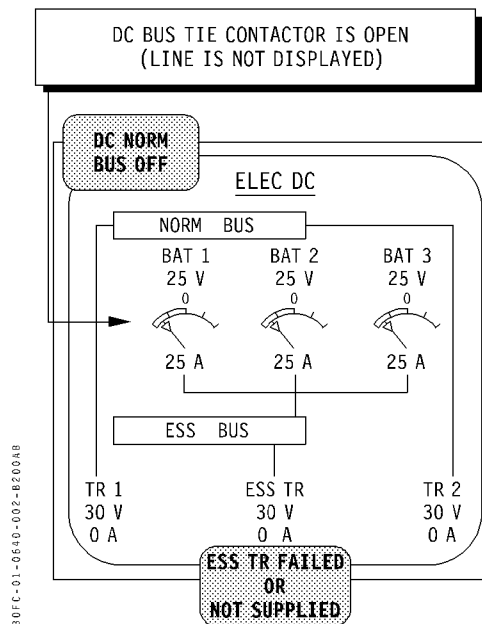 DC BUS TIE CONTACTOR IS OPEN
(LINE IS NOT DISPLAYED)
DC NORM
BUS OFF
ELEC DC
NORM BUS
BAT 1 BAT 2 BAT 3
25 V 25 V 25 V
0 0 0
25 A 25 A 25 A
ESS BUS
TR 1 ESS TR TR 2
30 V 30 V 30 V
0 A 0 A 0 A
ESS TR FAILED
OR
NOT SUPPLIED
30FC-01-0640-002-B200AB